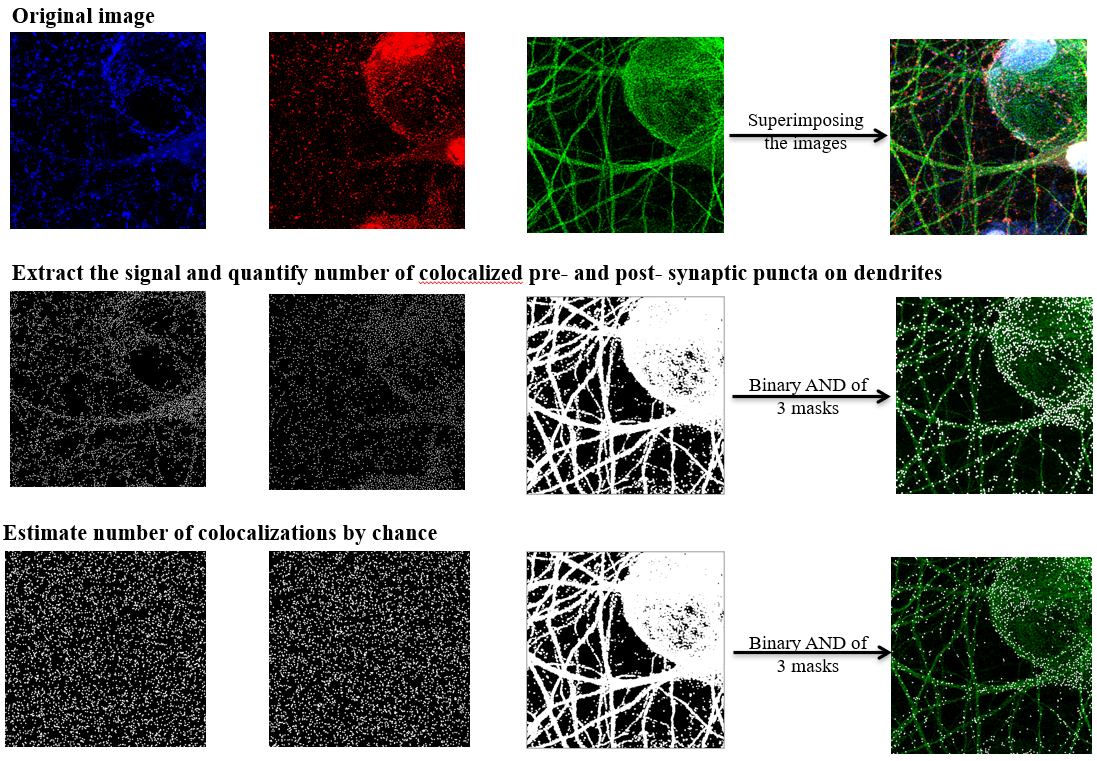 Original image
Superimposing
the images
Extract the signal and quantify number of colocalized pre- and post- synaptic puncta on dendrites
Binary AND of
3 masks
Estimate number of colocalizations by chance
Binary AND of
3 masks